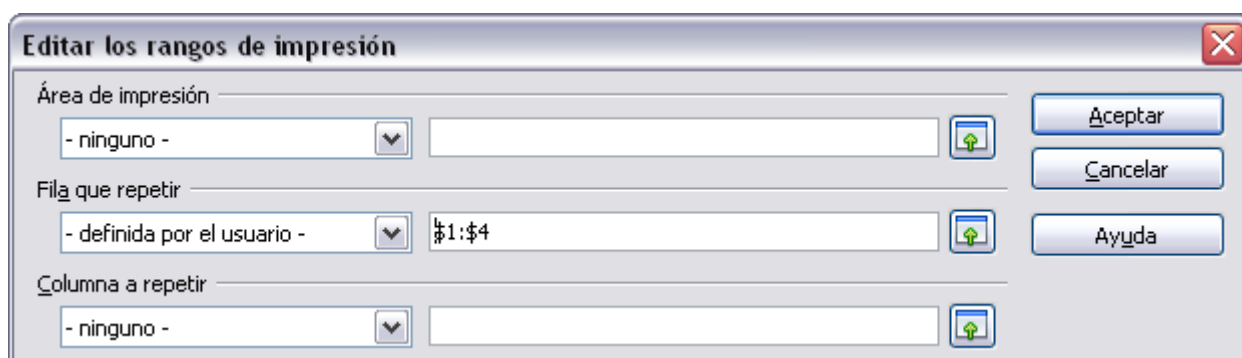 Editar los rangos de impresión
Área de impresión
- ninguno -
Aceptar
Cancelar
Fila que repetir
- definida por el usuario -
$1:$4
Ayuda
Columna a repetir
- ninguno -